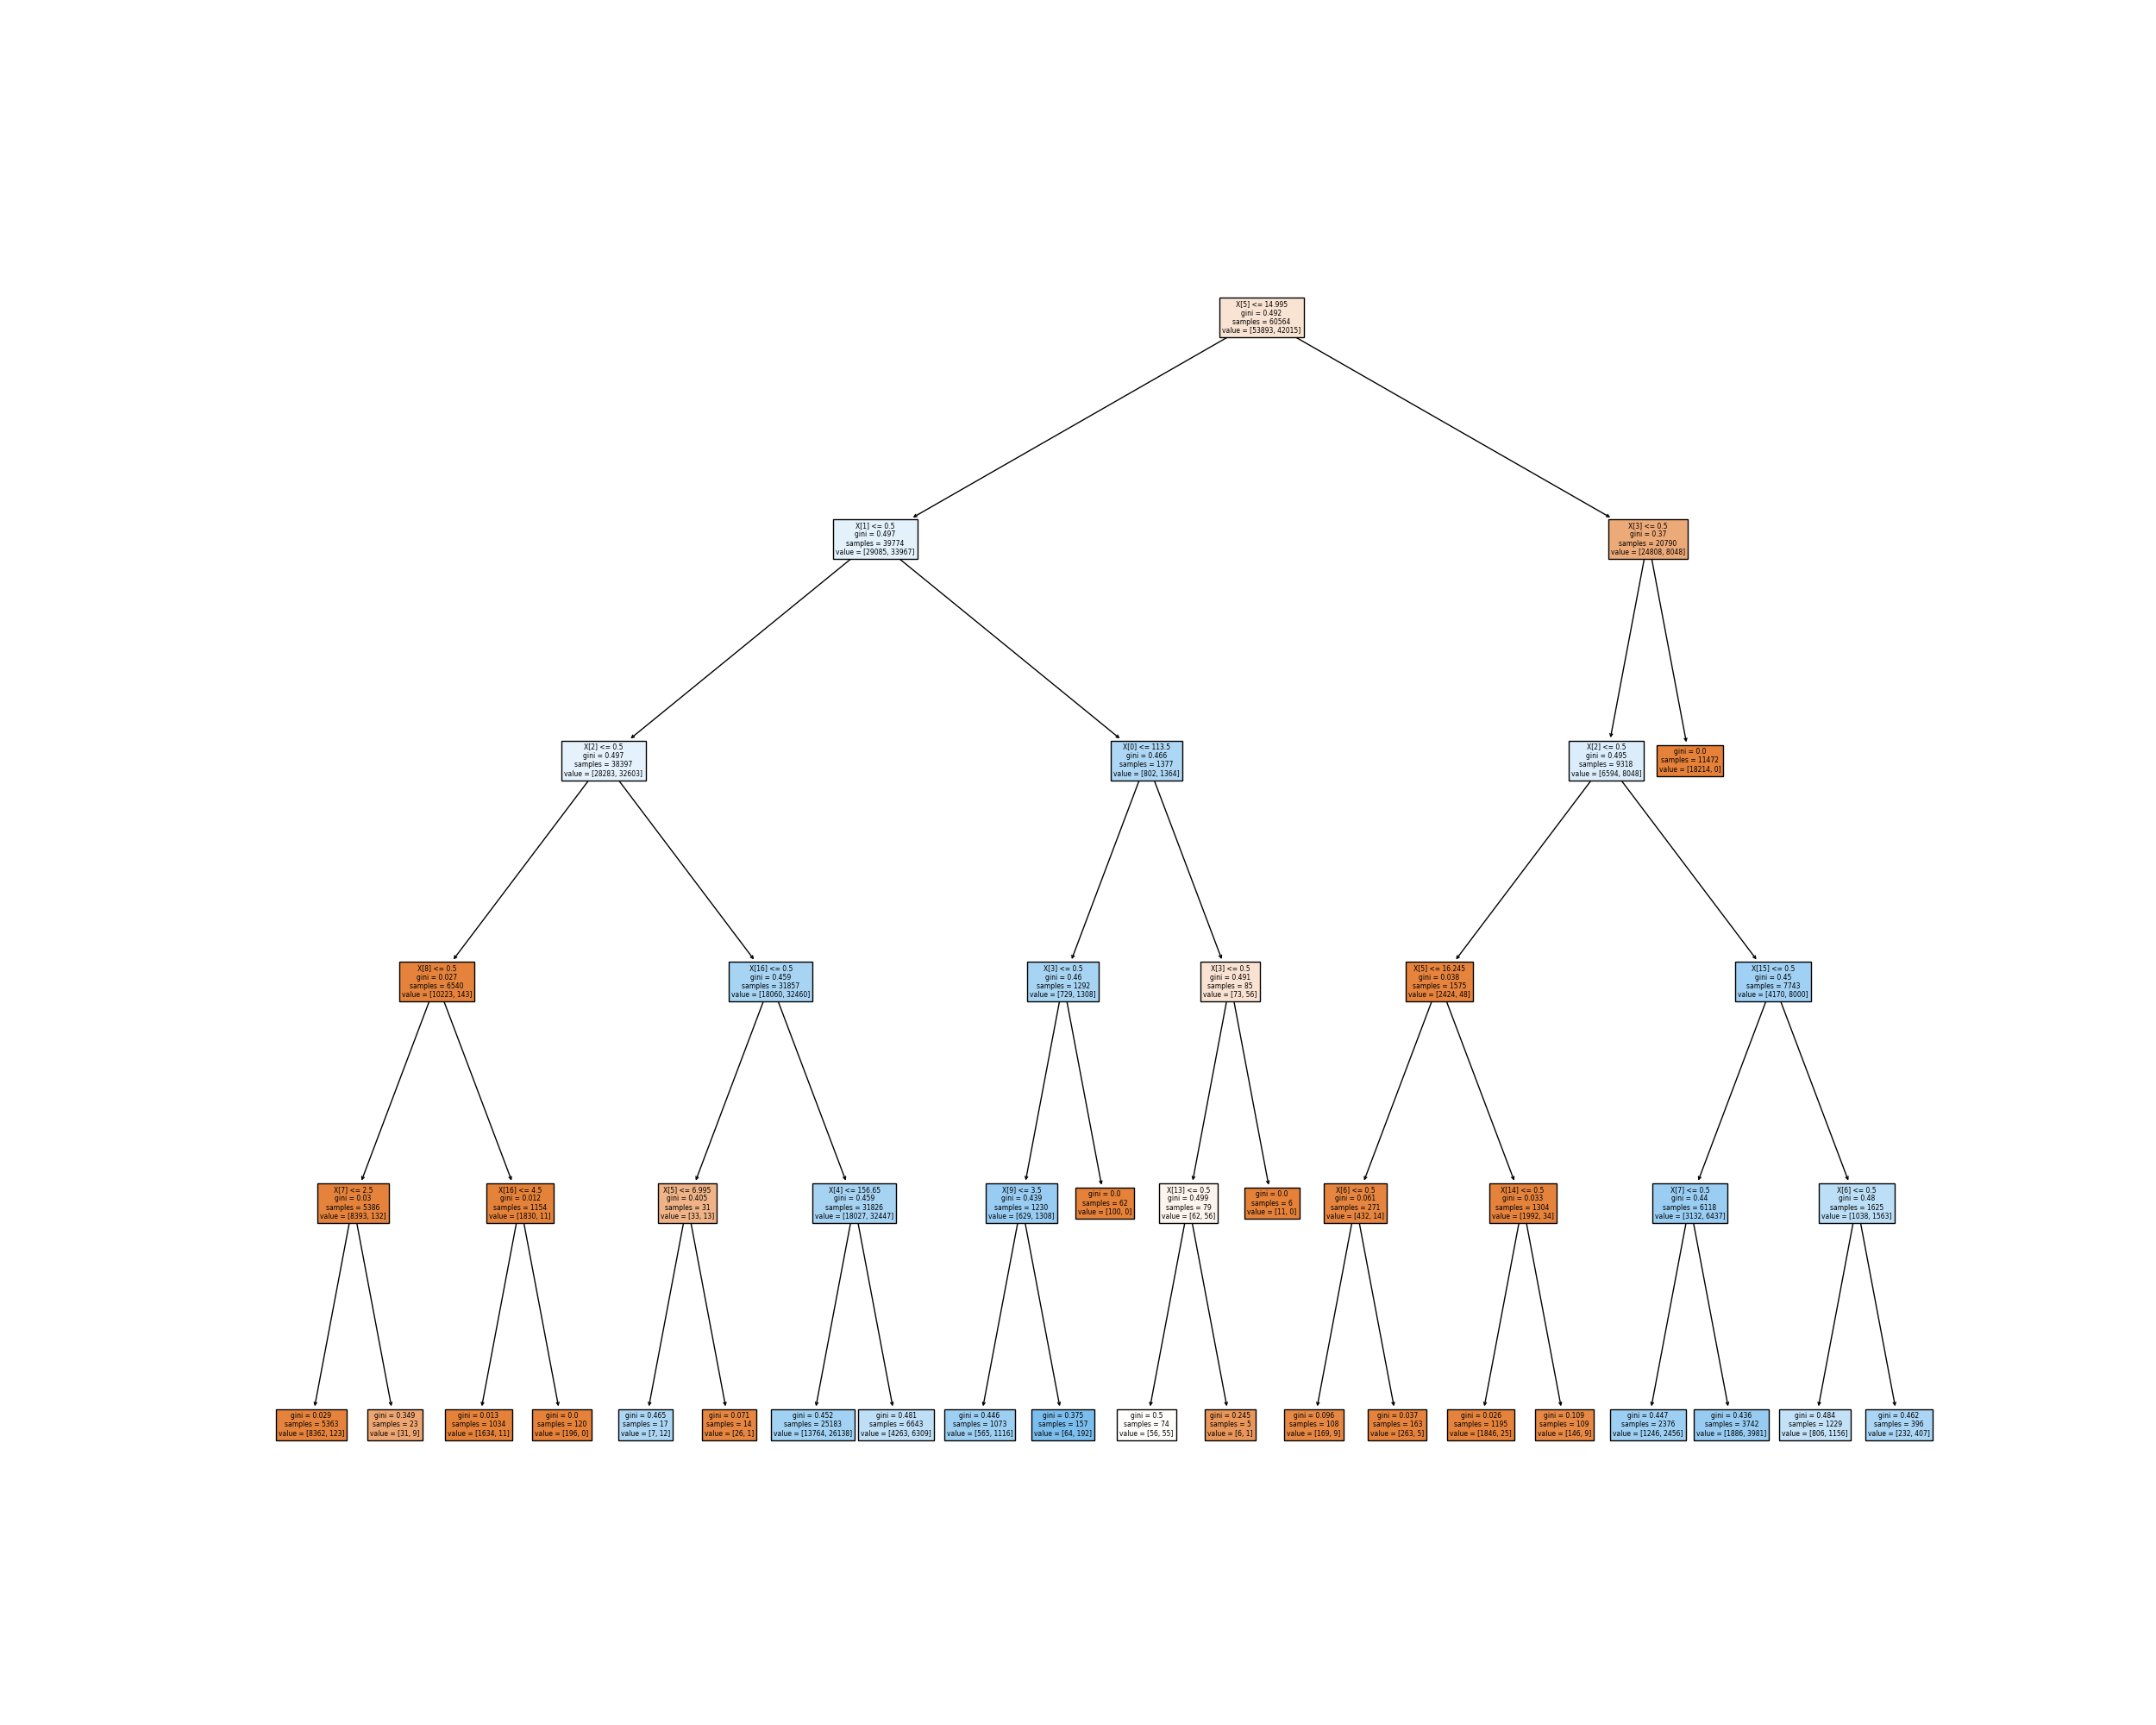 X[5] <= 14.995
gini = 0.492
samples = 60564
value = [53893, 42015]
X[1] <= 0.5
gini = 0.497
samples = 39774
value = [29085, 33967]
X[3] <= 0.5
gini = 0.37
samples = 20790
value = [24808, 8048]
X[2] <= 0.5
gini = 0.497
samples = 38397
value = [28283, 32603]
X[0] <= 113.5
gini = 0.466
samples = 1377
value = [802, 1364]
X[2] <= 0.5
gini = 0.495
samples = 9318
value = [6594, 8048]
gini = 0.0
samples = 11472
value = [18214, 0]
X[8] <= 0.5
gini = 0.027
samples = 6540
value = [10223, 143]
X[16] <= 0.5
gini = 0.459
samples = 31857
value = [18060, 32460]
X[3] <= 0.5
gini = 0.46
samples = 1292
value = [729, 1308]
X[3] <= 0.5
gini = 0.491
samples = 85
value = [73, 56]
X[5] <= 16.245
gini = 0.038
samples = 1575
value = [2424, 48]
X[15] <= 0.5
gini = 0.45
samples = 7743
value = [4170, 8000]
X[7] <= 2.5
gini = 0.03
samples = 5386
value = [8393, 132]
X[16] <= 4.5
gini = 0.012
samples = 1154
value = [1830, 11]
X[5] <= 6.995
gini = 0.405
samples = 31
value = [33, 13]
X[4] <= 156.65
gini = 0.459
samples = 31826
value = [18027, 32447]
X[9] <= 3.5
gini = 0.439
samples = 1230
value = [629, 1308]
gini = 0.0
samples = 62
value = [100, 0]
X[13] <= 0.5
gini = 0.499
samples = 79
value = [62, 56]
gini = 0.0
samples = 6
value = [11, 0]
X[6] <= 0.5
gini = 0.061
samples = 271
value = [432, 14]
X[14] <= 0.5
gini = 0.033
samples = 1304
value = [1992, 34]
X[7] <= 0.5
gini = 0.44
samples = 6118
value = [3132, 6437]
X[6] <= 0.5
gini = 0.48
samples = 1625
value = [1038, 1563]
gini = 0.029
samples = 5363
value = [8362, 123]
gini = 0.349
samples = 23
value = [31, 9]
gini = 0.013
samples = 1034
value = [1634, 11]
gini = 0.0
samples = 120
value = [196, 0]
gini = 0.465
samples = 17
value = [7, 12]
gini = 0.071
samples = 14
value = [26, 1]
gini = 0.452
samples = 25183
value = [13764, 26138]
gini = 0.481
samples = 6643
value = [4263, 6309]
gini = 0.446
samples = 1073
value = [565, 1116]
gini = 0.375
samples = 157
value = [64, 192]
gini = 0.5
samples = 74
value = [56, 55]
gini = 0.245
samples = 5
value = [6, 1]
gini = 0.096
samples = 108
value = [169, 9]
gini = 0.037
samples = 163
value = [263, 5]
gini = 0.026
samples = 1195
value = [1846, 25]
gini = 0.109
samples = 109
value = [146, 9]
gini = 0.447
samples = 2376
value = [1246, 2456]
gini = 0.436
samples = 3742
value = [1886, 3981]
gini = 0.484
samples = 1229
value = [806, 1156]
gini = 0.462
samples = 396
value = [232, 407]